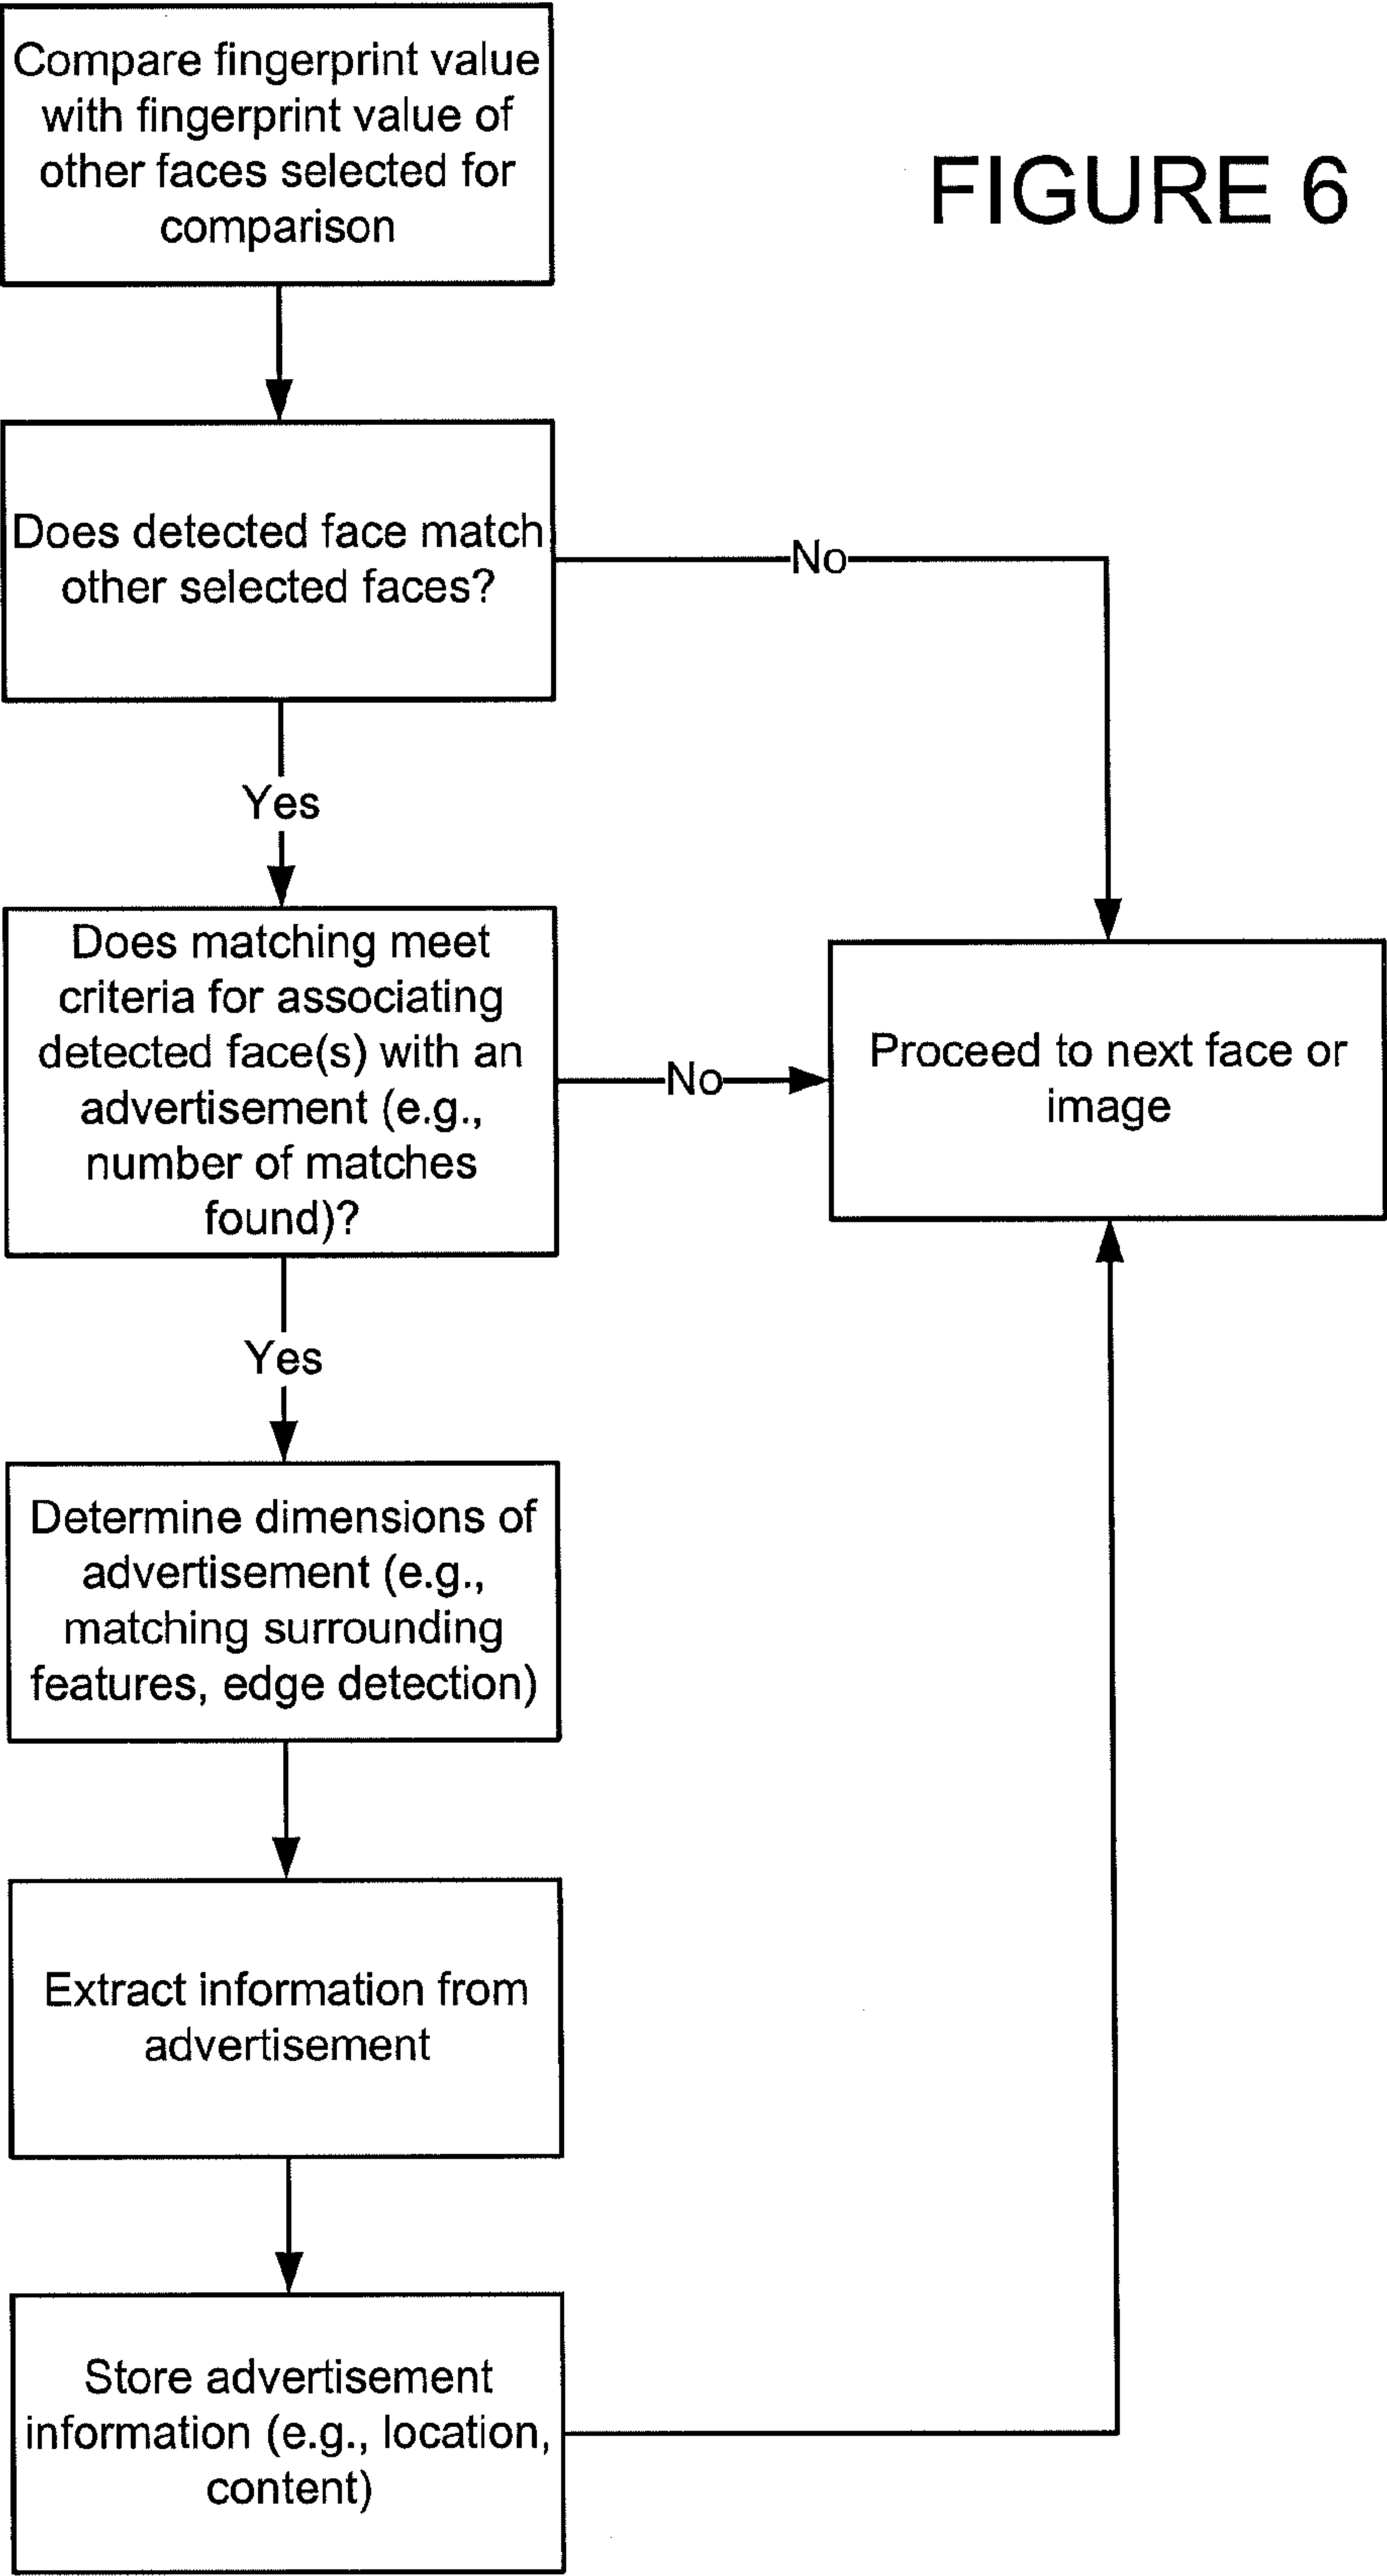 Compare fingerprint value
with fingerprint value of
other faces selected for
comparison
FIGURE 6
Does detected face match
other selected faces?
No
Yes
Does matching meet
criteria for associating
detected face(s) with an
advertisement (e.g.,
number of matches
found)?
No
Proceed to next face or
image
Yes
Determine dimensions of
advertisement (e.g.,
matching surrounding
features, edge detection)
Extract information from
advertisement
Store advertisement
information (e.g., location,
content)